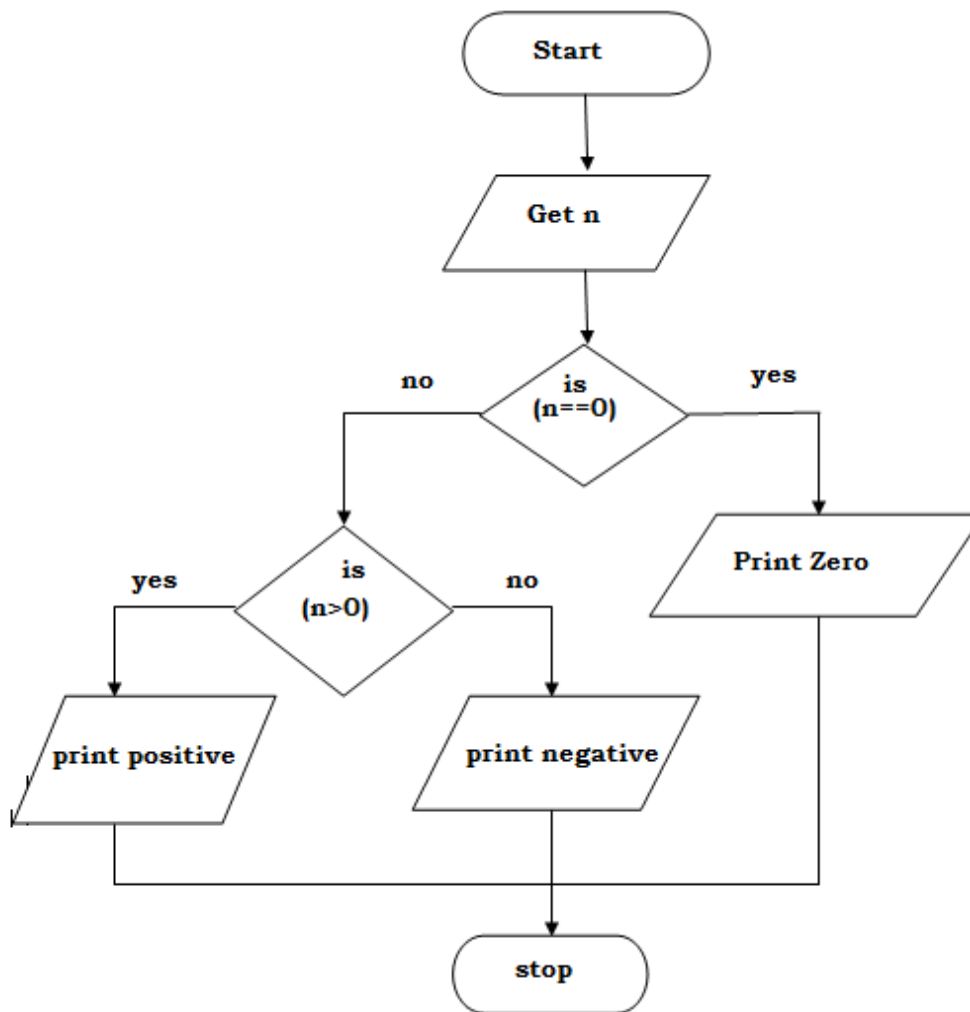 Start
Get n
no
yes
is
(n==0)
yes
is
(n>0)
no
Print Zero
print positive
print negative
stop